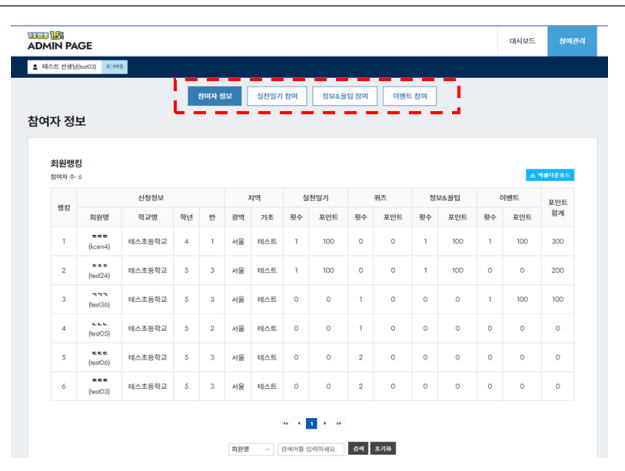 1.5
ADMIN PAGE
대시보드 참여관리
테스트 선생님(test03) 로그아웃
참여자 정보 실천일기 참여 정보&꿀팁 참여 이벤트 참여
참여자 정보
회원랭킹
참여자 수: 6
엑셀다운로드
랭킹 신청정보 지역 실천일기 퀴즈 정보&꿀팁 이벤트 포인트 합계
회원명 학교명 학년 반 광역 기초 횟수 포인트 횟수 포인트 횟수 포인트 횟수 포인트
1 ㅁㅁㅁ (kcen4) 테스초등학교 4 1 서울 테스트 1 100 0 0 1 100 1 100 300
2 ㅎㅎㅎ (test24) 테스초등학교 5 3 서울 테스트 1 100 0 0 1 100 0 0 200
3 ㄱㄱㄱ (test36) 테스초등학교 5 3 서울 테스트 0 0 1 0 0 0 1 100 100
4 ㄴㄴㄴ (test05) 테스초등학교 5 2 서울 테스트 0 0 1 0 0 0 0 0 0
5 ㅌㅌㅌ (test06) 테스초등학교 5 3 서울 테스트 0 0 2 0 0 0 0 0 0
6 (test03) 테스초등학교 5 3 서울 테스트 0 0 2 0 0 0 0 0 0
1
회원명 검색어를 입력하세요. 검색 초기화